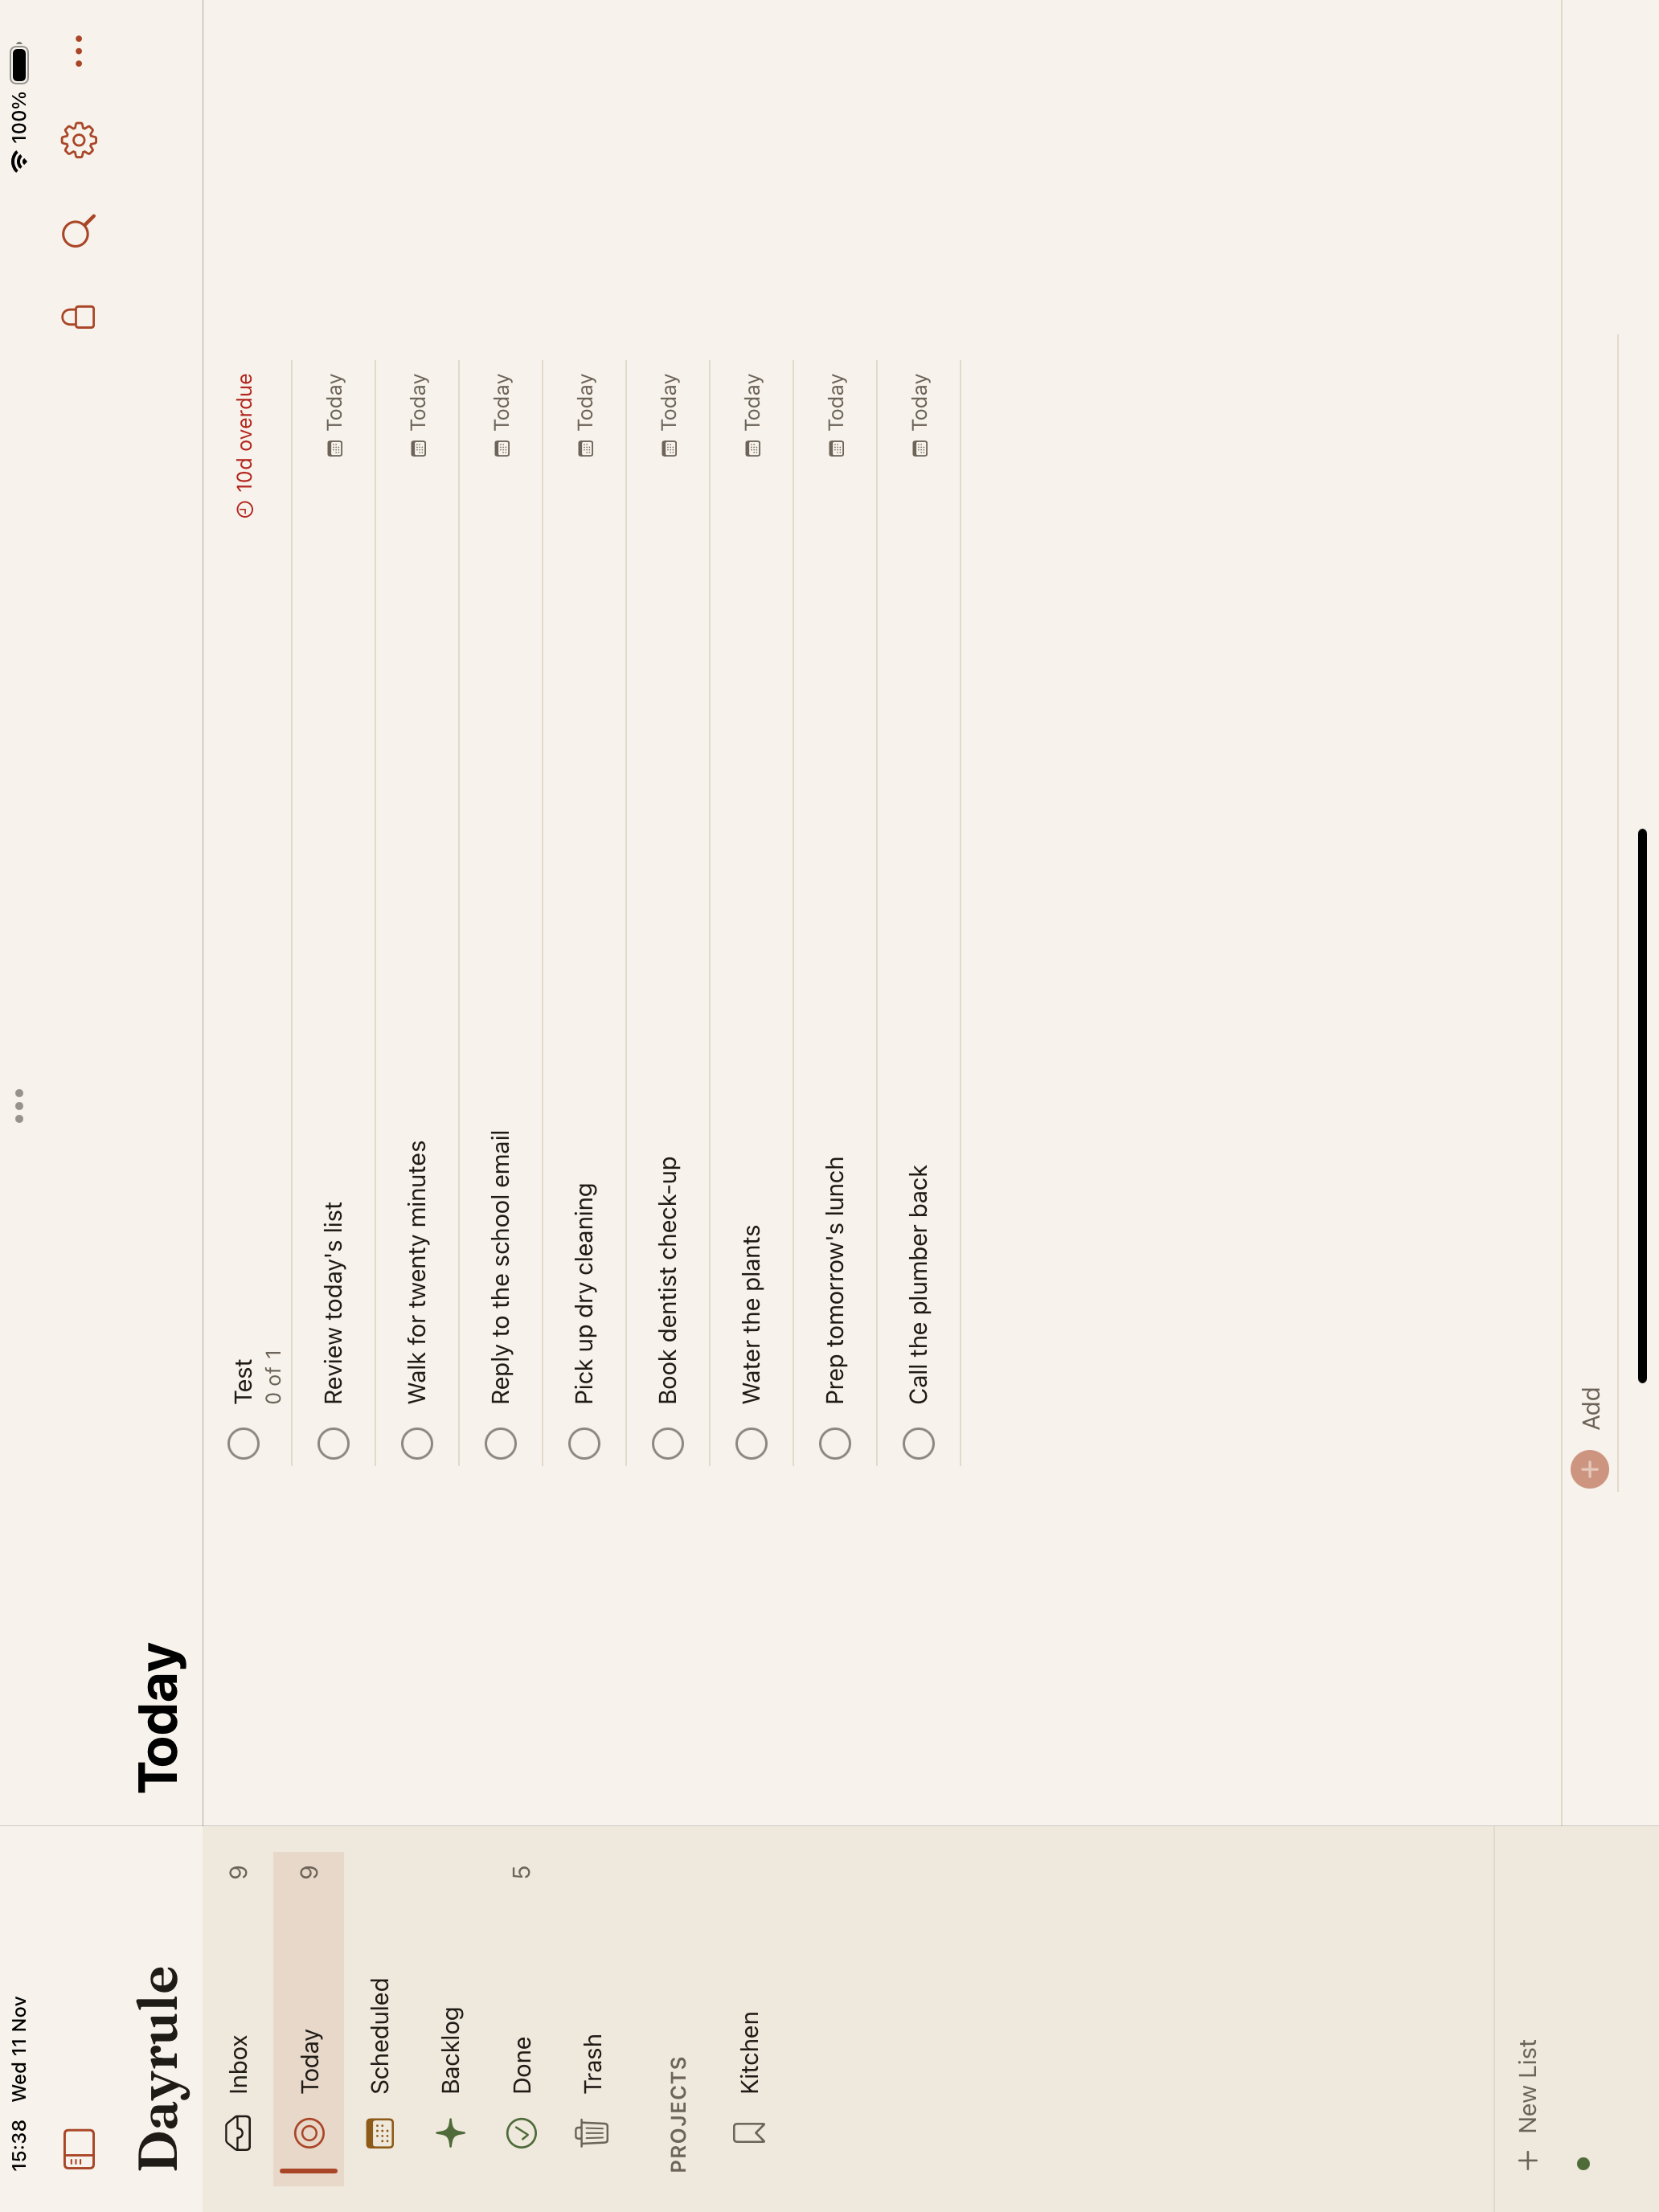 15:38 Wed 11 Nov
100%
Dayrule
Inbox 9
Today 9
Scheduled
Backlog
Done 5
Trash
PROJECTS
Kitchen
New List
Today
Test 10d overdue
0 of 1
Review today's list Today
Walk for twenty minutes Today
Reply to the school email Today
Pick up dry cleaning Today
Book dentist check-up Today
Water the plants Today
Prep tomorrow's lunch Today
Call the plumber back Today
Add